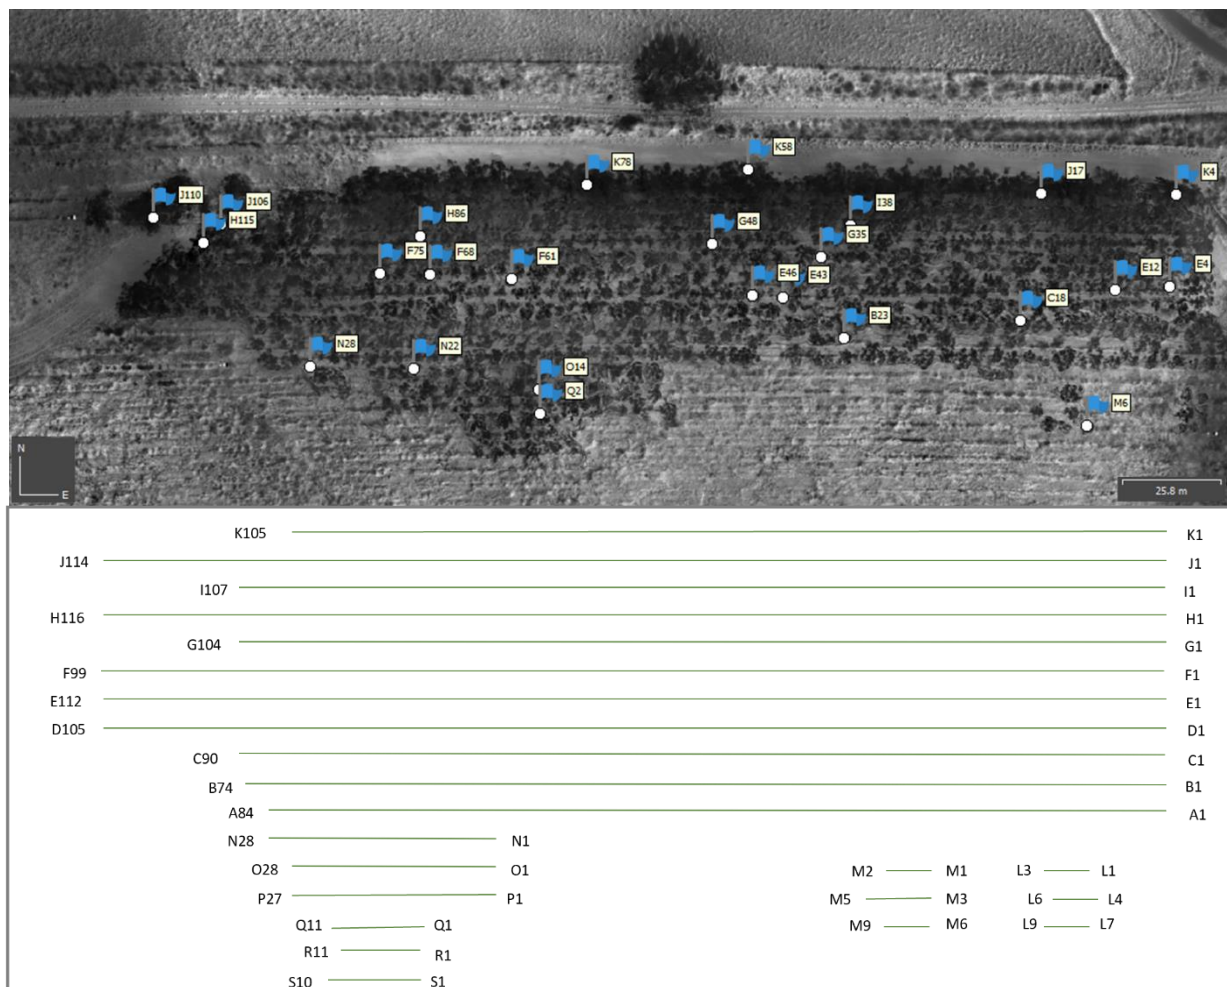 K58
K78
J17 K4
J110 J106 I38
H115 H86 G48 G35
F75 F68 F61 E46 E43 E12 E4
C18
B23
N28 N22
O14
Q2
M6
N
E
25.8 m
K105 K1
J114 J1
I107 I1
H116 H1
G104 G1
F99 F1
E112 E1
D105 D1
C90 C1
B74 B1
A84 A1
N28 N1
O28 O1 M2 M1 L3 L1
P27 P1 M5 M3 L6 L4
Q11 Q1 M9 M6 L9 L7
R11 R1
S10 S1